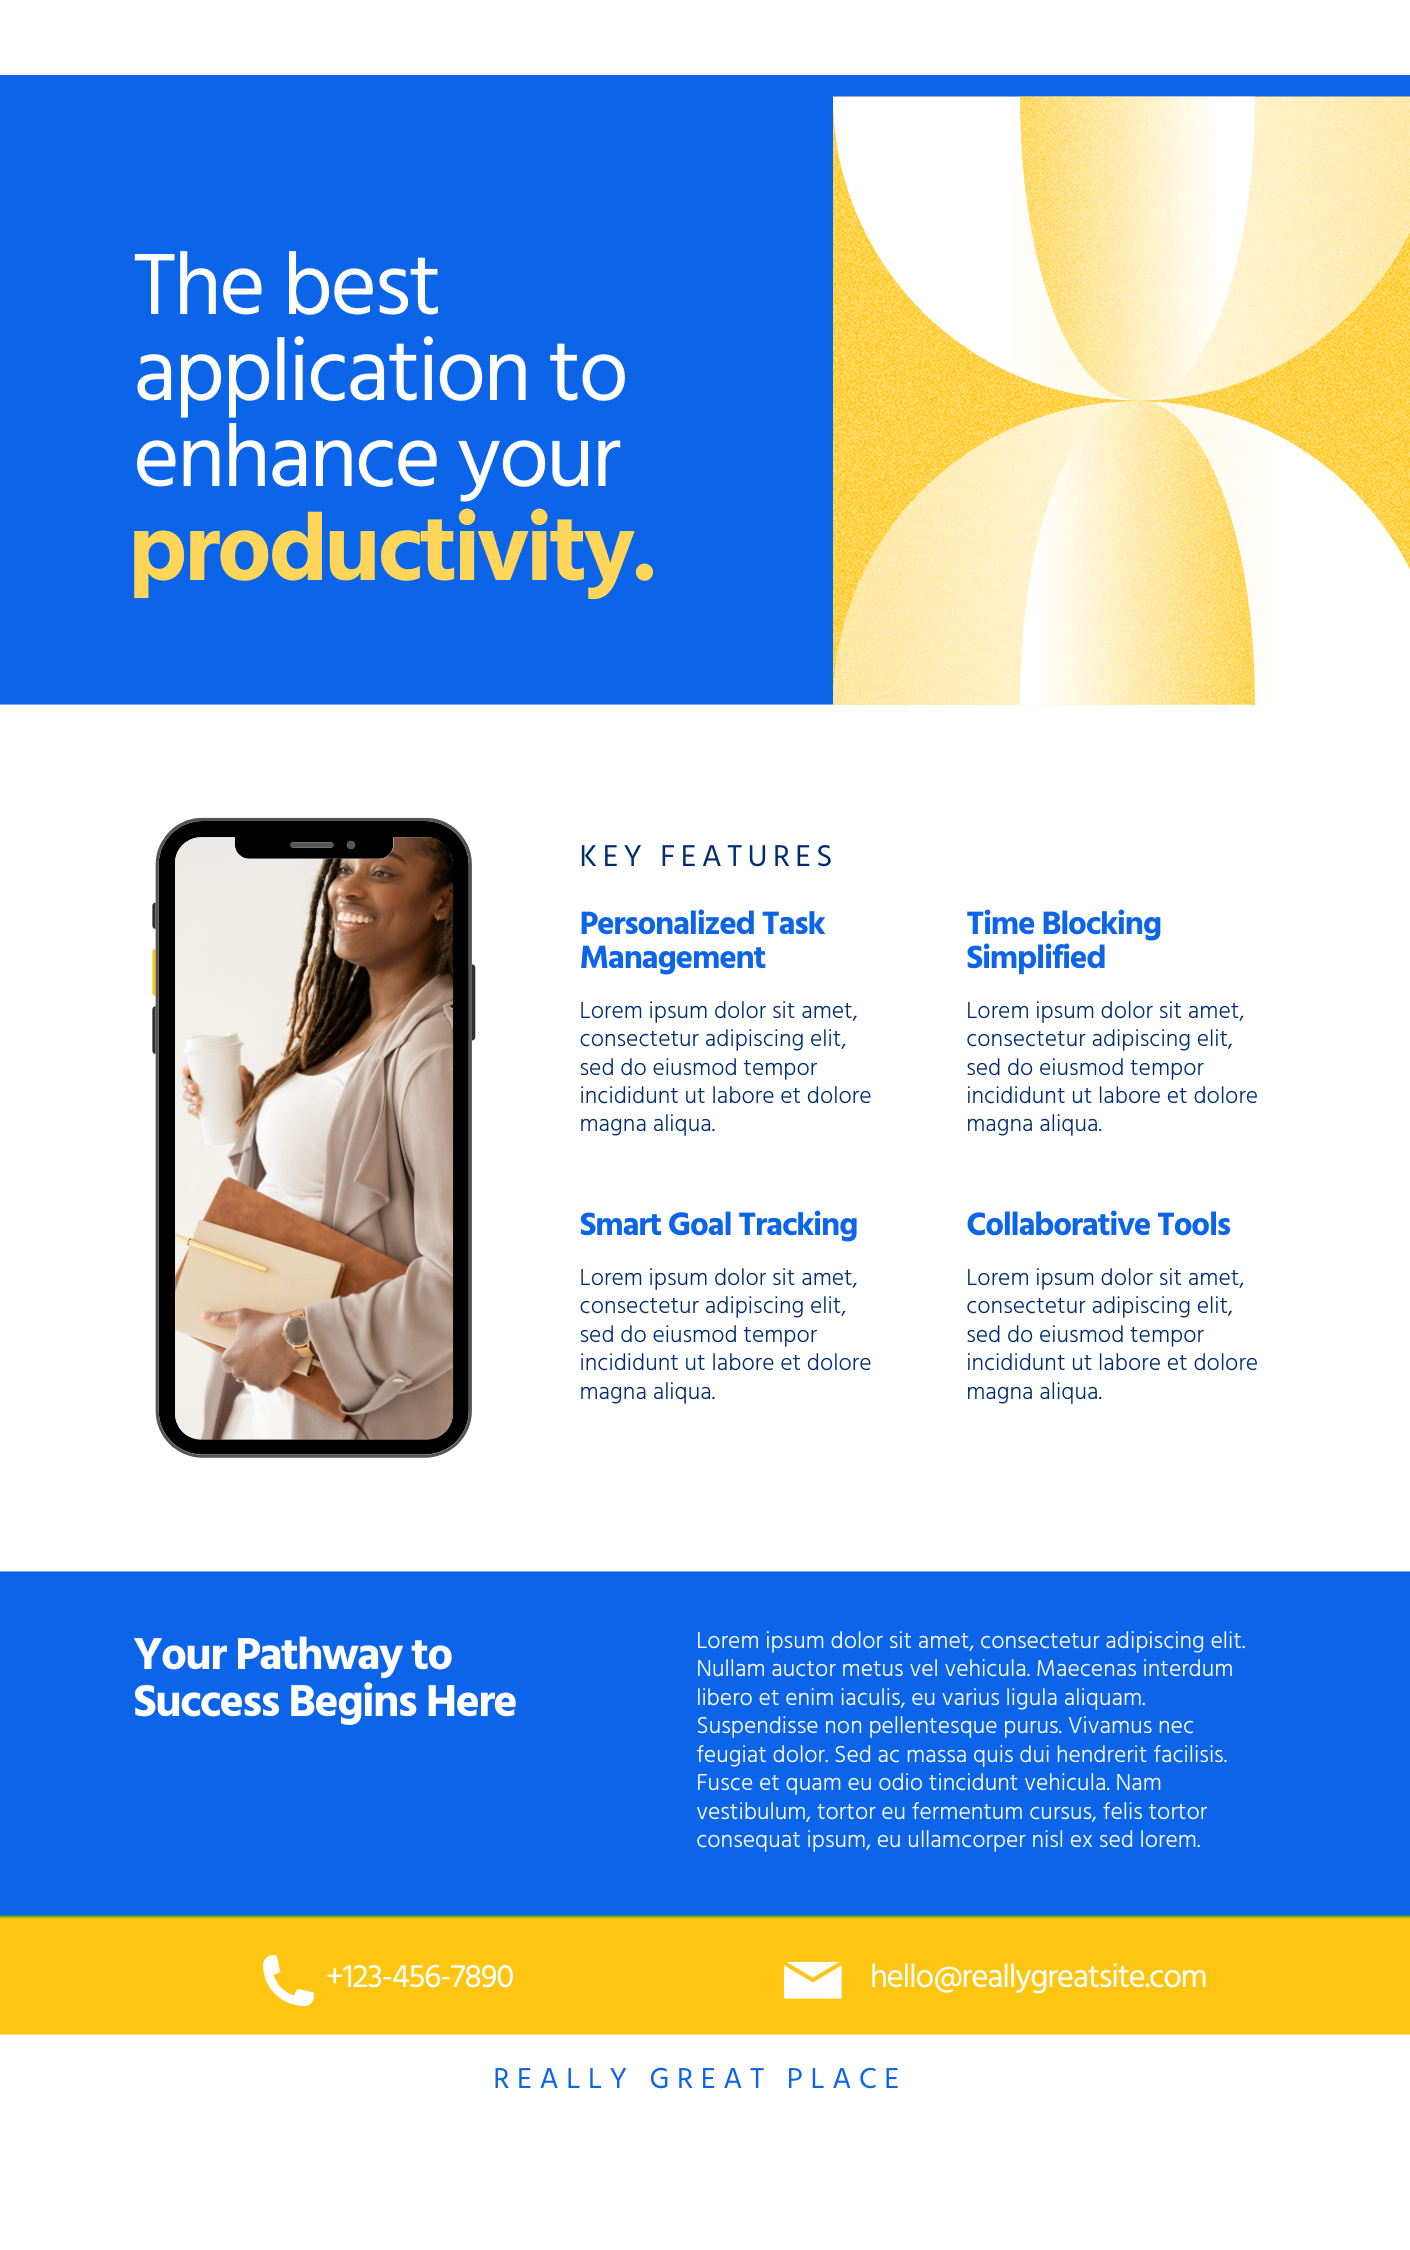 The best
application to
enhance your
productivity.
KEY FEATURES
Personalized Task
Management
Lorem ipsum dolor sit amet,
consectetur adipiscing elit,
sed do eiusmod tempor
incididunt ut labore et dolore
magna aliqua.
Time Blocking
Simplified
Lorem ipsum dolor sit amet,
consectetur adipiscing elit,
sed do eiusmod tempor
incididunt ut labore et dolore
magna aliqua.
Smart Goal Tracking
Lorem ipsum dolor sit amet,
consectetur adipiscing elit,
sed do eiusmod tempor
incididunt ut labore et dolore
magna aliqua.
Collaborative Tools
Lorem ipsum dolor sit amet,
consectetur adipiscing elit,
sed do eiusmod tempor
incididunt ut labore et dolore
magna aliqua.
Your Pathway to
Success Begins Here
Lorem ipsum dolor sit amet, consectetur adipiscing elit.
Nullam auctor metus vel vehicula. Maecenas interdum
libero et enim iaculis, eu varius ligula aliquam.
Suspendisse non pellentesque purus. Vivamus nec
feugiat dolor. Sed ac massa quis dui hendrerit facilisis.
Fusce et quam eu odio tincidunt vehicula. Nam
vestibulum, tortor eu fermentum cursus, felis tortor
consequat ipsum, eu ullamcorper nisl ex sed lorem.
+123-456-7890
hello@reallygreatsite.com
REALLY GREAT PLACE